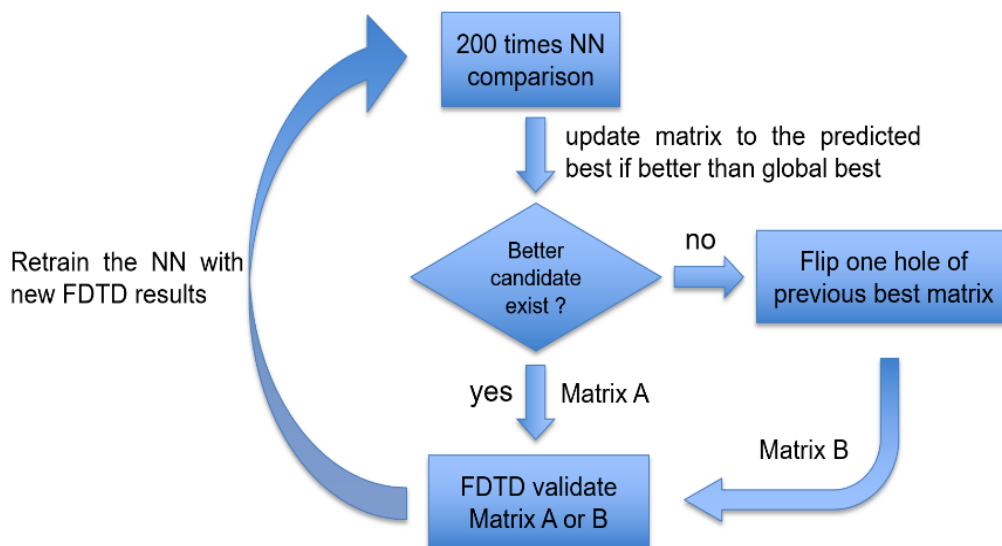 200 times NN
comparison
update matrix to the predicted
best if better than global best
Better
candidate
exist ?
no
Flip one hole of
previous best matrix
Retrain the NN with
new FDTD results
yes
Matrix A
Matrix B
FDTD validate
Matrix A or B